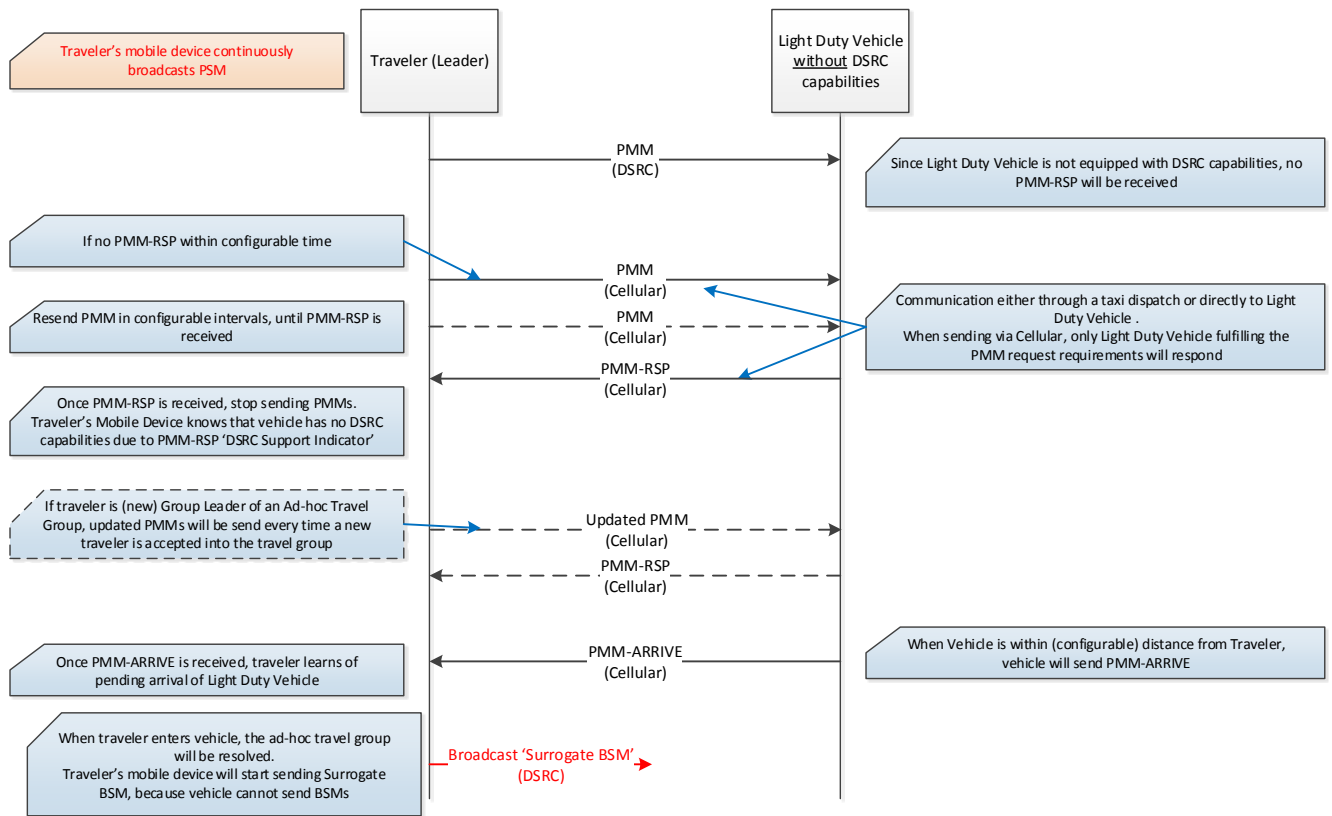 Traveler's mobile device continuously
broadcasts PSM
Traveler (Leader)
Light Duty Vehicle
without DSRC
capabilities
PMM
(DSRC)
Since Light Duty Vehicle is not equipped with DSRC capabilities, no
PMM-RSP will be received
If no PMM-RSP within configurable time
PMM
(Cellular)
Communication either through a taxi dispatch or directly to Light
Duty Vehicle .
When sending via Cellular, only Light Duty Vehicle fulfilling the
PMM request requirements will respond
Resend PMM in configurable intervals, until PMM-RSP is
received
PMM
(Cellular)
PMM-RSP
(Cellular)
Once PMM-RSP is received, stop sending PMMs.
Traveler's Mobile Device knows that vehicle has no DSRC
capabilities due to PMM-RSP 'DSRC Support Indicator'
If traveler is (new) Group Leader of an Ad-hoc Travel
Group, updated PMMs will be send every time a new
traveler is accepted into the travel group
Updated PMM
(Cellular)
PMM-RSP
(Cellular)
When Vehicle is within (configurable) distance from Traveler,
vehicle will send PMM-ARRIVE
Once PMM-ARRIVE is received, traveler learns of
pending arrival of Light Duty Vehicle
PMM-ARRIVE
(Cellular)
When traveler enters vehicle, the ad-hoc travel group
will be resolved.
Traveler's mobile device will start sending Surrogate
BSM, because vehicle cannot send BSMs
Broadcast 'Surrogate BSM'
(DSRC)